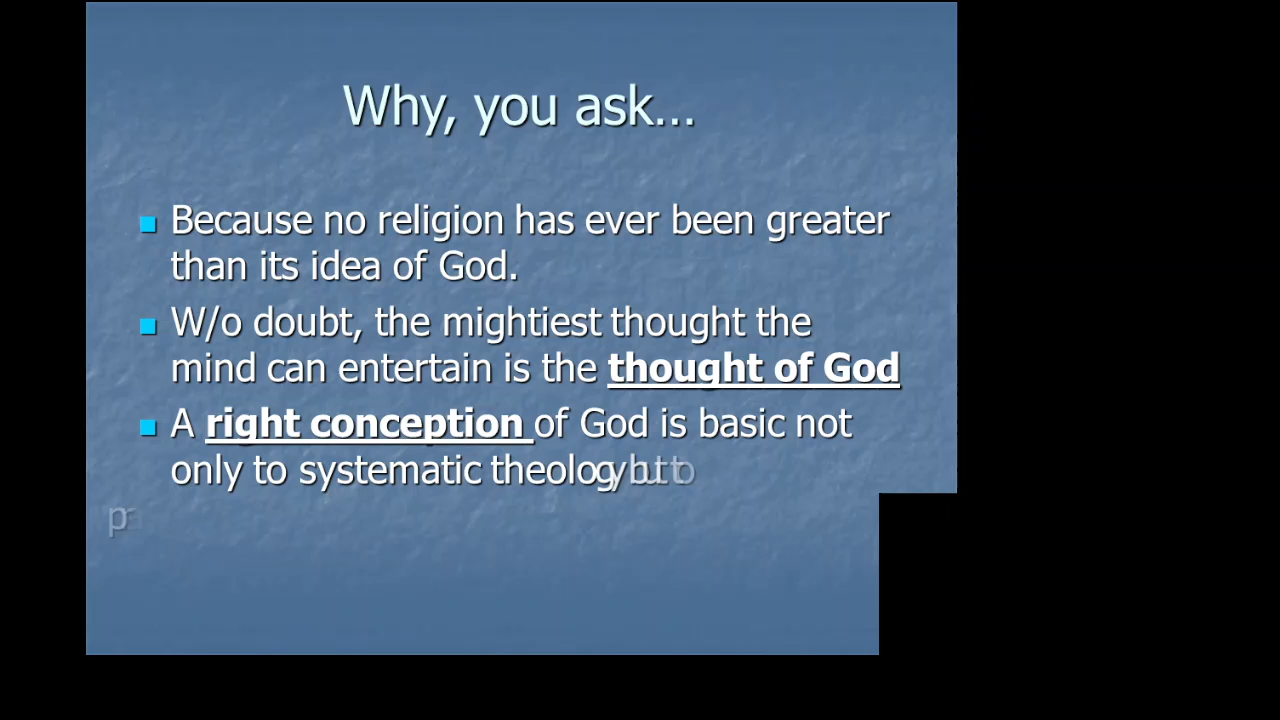 Why, you ask…
Because no religion has ever been greater
than its idea of God.
W/o doubt, the mightiest thought the
mind can entertain is the thought of God
A right conception of God is basic not
only to systematic theology but to